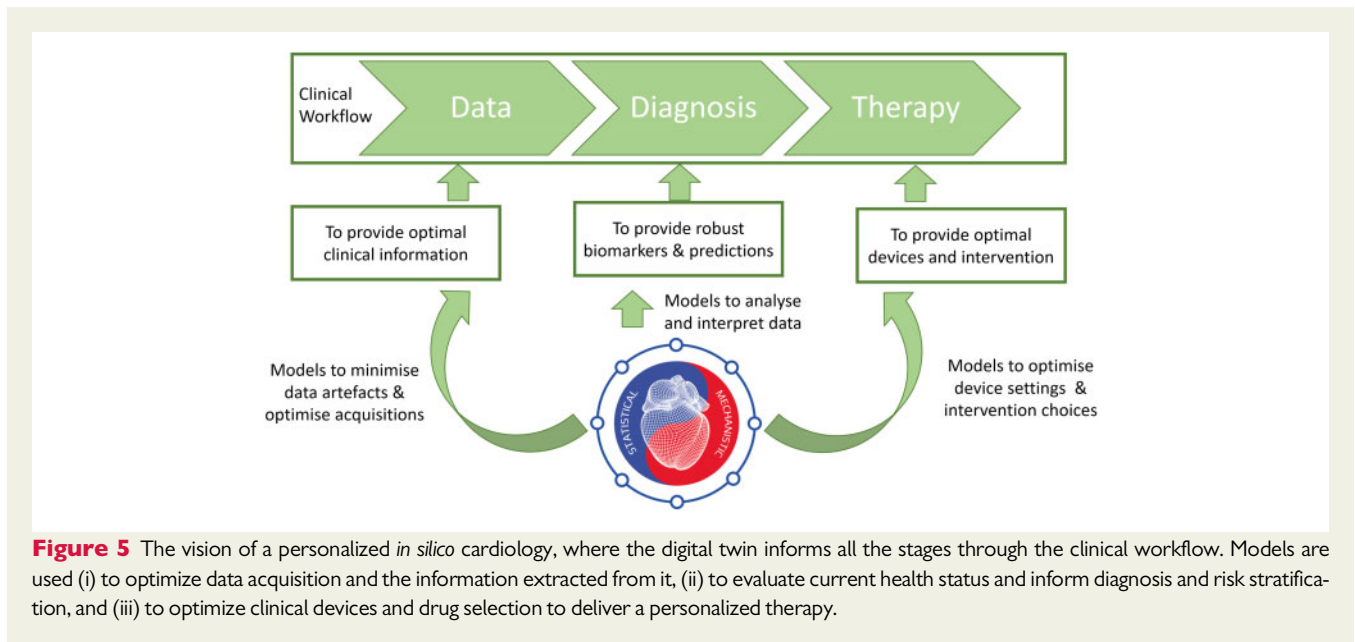 Clinical
Workflow
Data
Diagnosis
Therapy
To provide optimal
clinical information
To provide robust
biomarkers & predictions
To provide optimal
devices and intervention
Models to analyse
and interpret data
Models to minimise
data artefacts &
optimise acquisitions
Models to optimise
device settings &
intervention choices
STATISTICAL
MECHANISTIC
Figure 5 The vision of a personalized in silico cardiology, where the digital twin informs all the stages through the clinical workflow. Models are
used (i) to optimize data acquisition and the information extracted from it, (ii) to evaluate current health status and inform diagnosis and risk stratifica-
tion, and (iii) to optimize clinical devices and drug selection to deliver a personalized therapy.